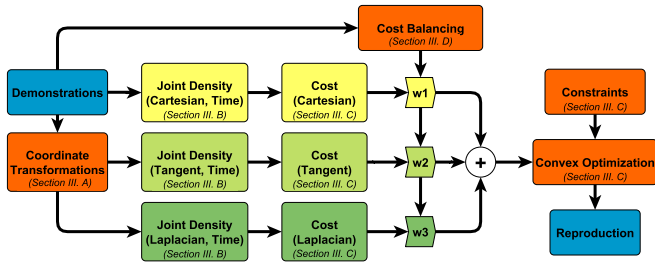 Cost Balancing
(Section III. D)
Demonstrations
Joint Density
(Cartesian, Time)
(Section III. B)
Cost
(Cartesian)
(Section III. C)
w1
Constraints
(Section III. C)
Coordinate
Transformations
(Section III. A)
Joint Density
(Tangent, Time)
(Section III. B)
Cost
(Tangent)
(Section III. C)
w2
+
Convex Optimization
(Section III. C)
Joint Density
(Laplacian, Time)
(Section III. B)
Cost
(Laplacian)
(Section III. C)
w3
Reproduction